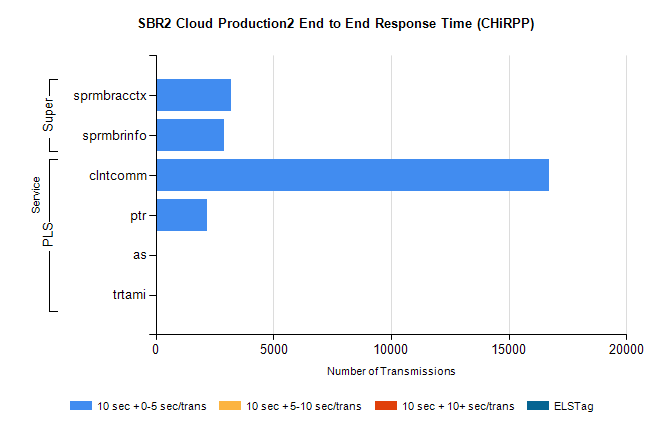 SBR2 Cloud Production2 End to End Response Time (CHiRPP)
Super
sprmbracctx
sprmbrinfo
Service
PLS
clntcomm
ptr
as
trtami
0 5000 10000 15000 20000
Number of Transmissions
10 sec +0-5 sec/trans 10 sec +5-10 sec/trans 10 sec + 10+ sec/trans ELSTag